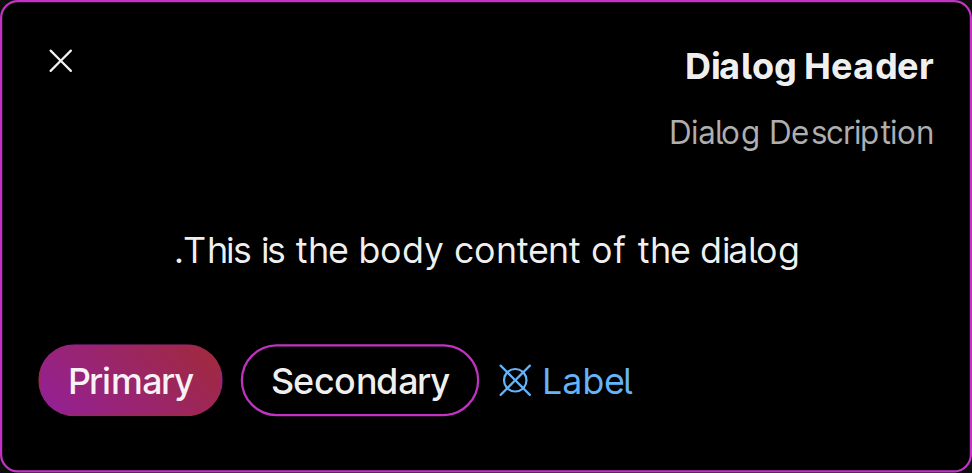 Dialog Header
Dialog Description
.This is the body content of the dialog
Primary
Secondary
Label